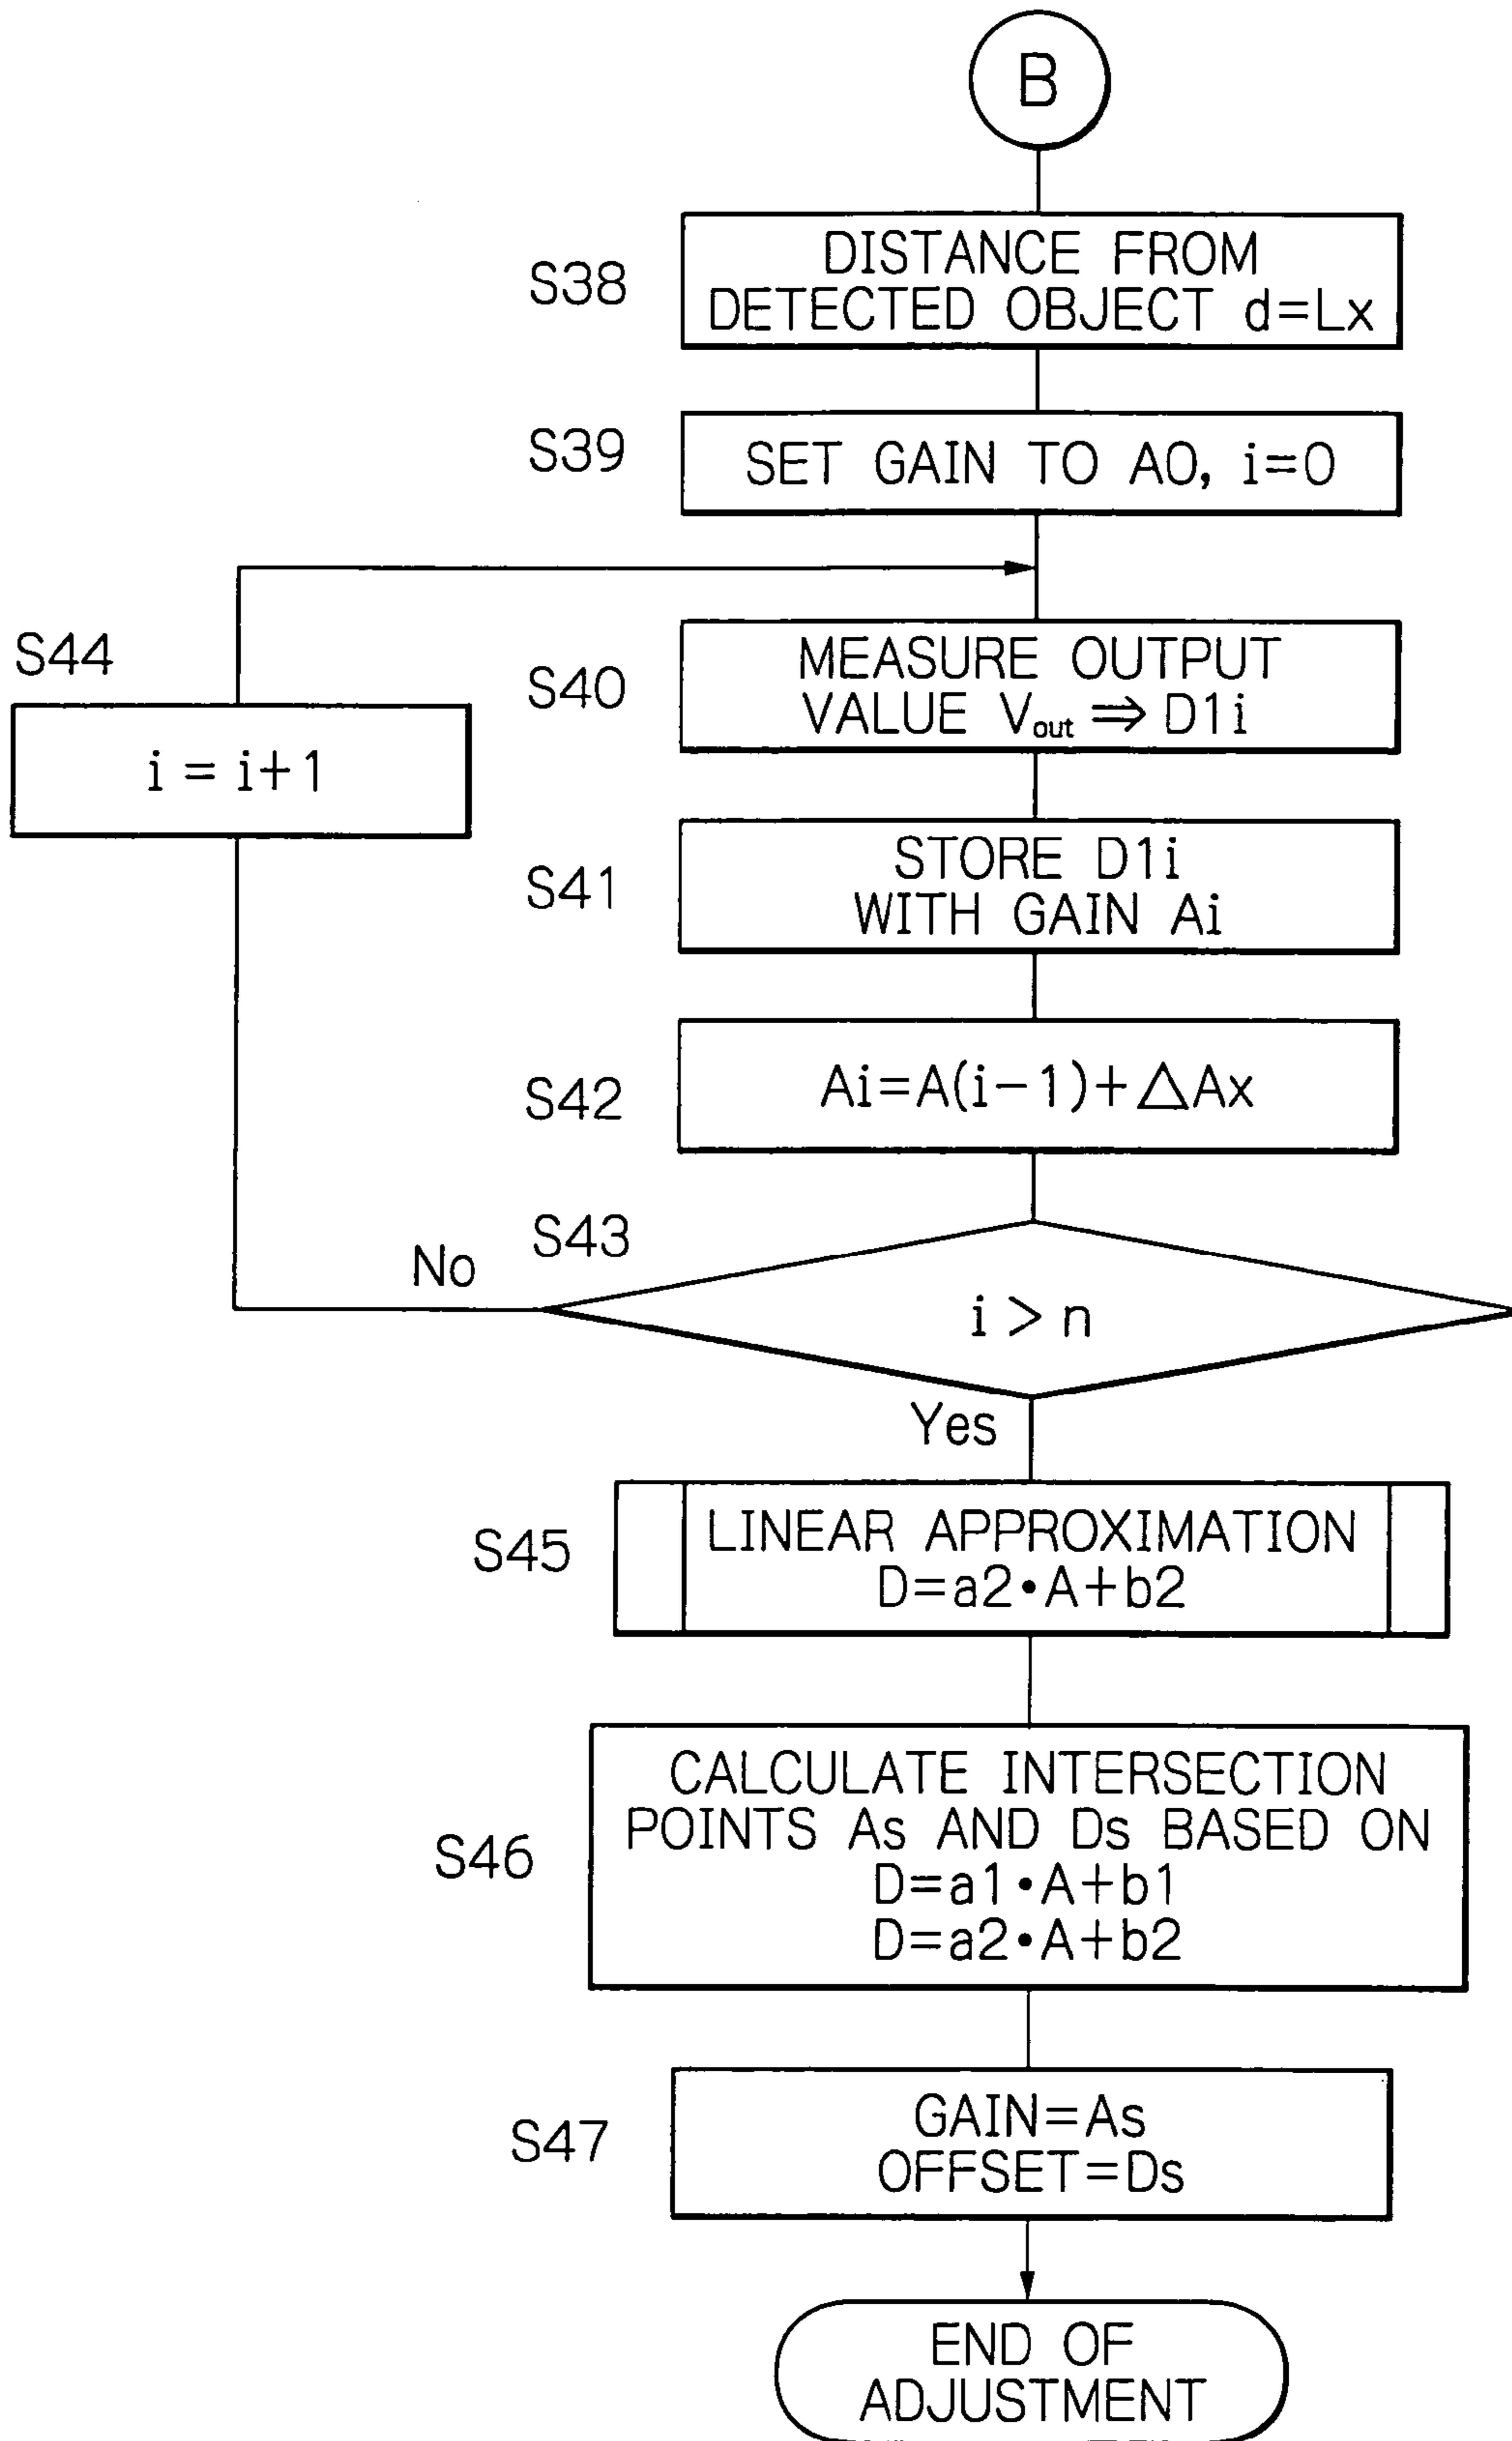 B
S38
DISTANCE FROM
DETECTED OBJECT d=Lx
S39
SET GAIN TO A0, i=0
S44
i = i+1
S40
MEASURE OUTPUT
VALUE Vout ⇒ D1i
S41
STORE D1i
WITH GAIN Ai
S42
Ai=A(i-1)+△Ax
S43
No
i > n
Yes
S45
LINEAR APPROXIMATION
D=a2•A+b2
S46
CALCULATE INTERSECTION
POINTS As AND Ds BASED ON
D=a1•A+b1
D=a2•A+b2
S47
GAIN=As
OFFSET=Ds
END OF
ADJUSTMENT